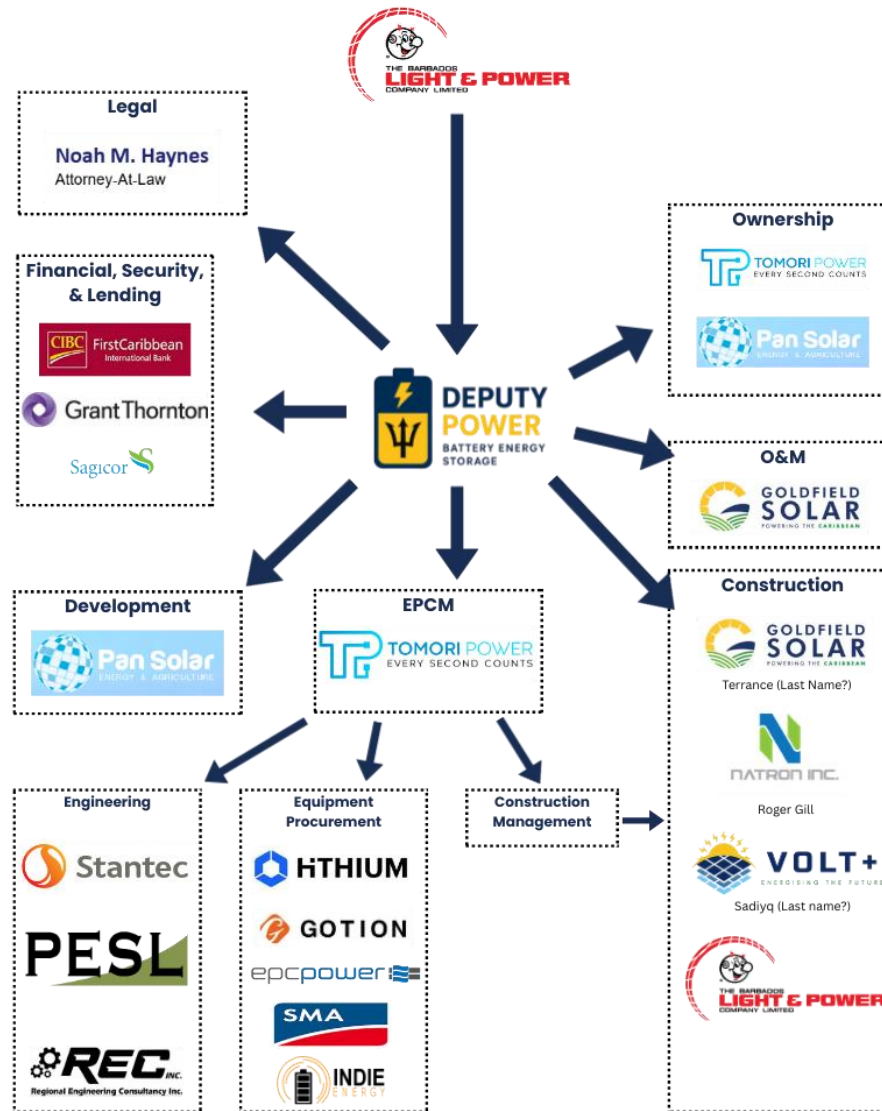 THE BARBADOS
LIGHT & POWER
COMPANY LIMITED
Legal
Noah M. Haynes
Attorney-At-Law
Ownership
TOMORI POWER
EVERY SECOND COUNTS
Pan Solar
ENERGY & AGRICULTURE
Financial, Security,
& Lending
CIBC
FirstCaribbean
International Bank
Grant Thornton
Sagicor
DEPUTY
POWER
BATTERY ENERGY
STORAGE
O&M
GOLDFIELD
SOLAR
POWERING THE CARIBBEAN
Development
Pan Solar
ENERGY & AGRICULTURE
EPCM
TOMORI POWER
EVERY SECOND COUNTS
Construction
GOLDFIELD
SOLAR
POWERING THE CARIBBEAN
Terrance (Last Name?)
NATRON INC.
Roger Gill
VOLT+
ENERGISING THE FUTURE
Sadiyq (Last name?)
THE BARBADOS
LIGHT & POWER
COMPANY LIMITED
Engineering
Stantec
PESL
REC INC.
Regional Engineering Consultancy Inc.
Equipment
Procurement
HiTHIUM
GOTION
epcpower
SMA
INDIE
ENERGY
Construction
Management